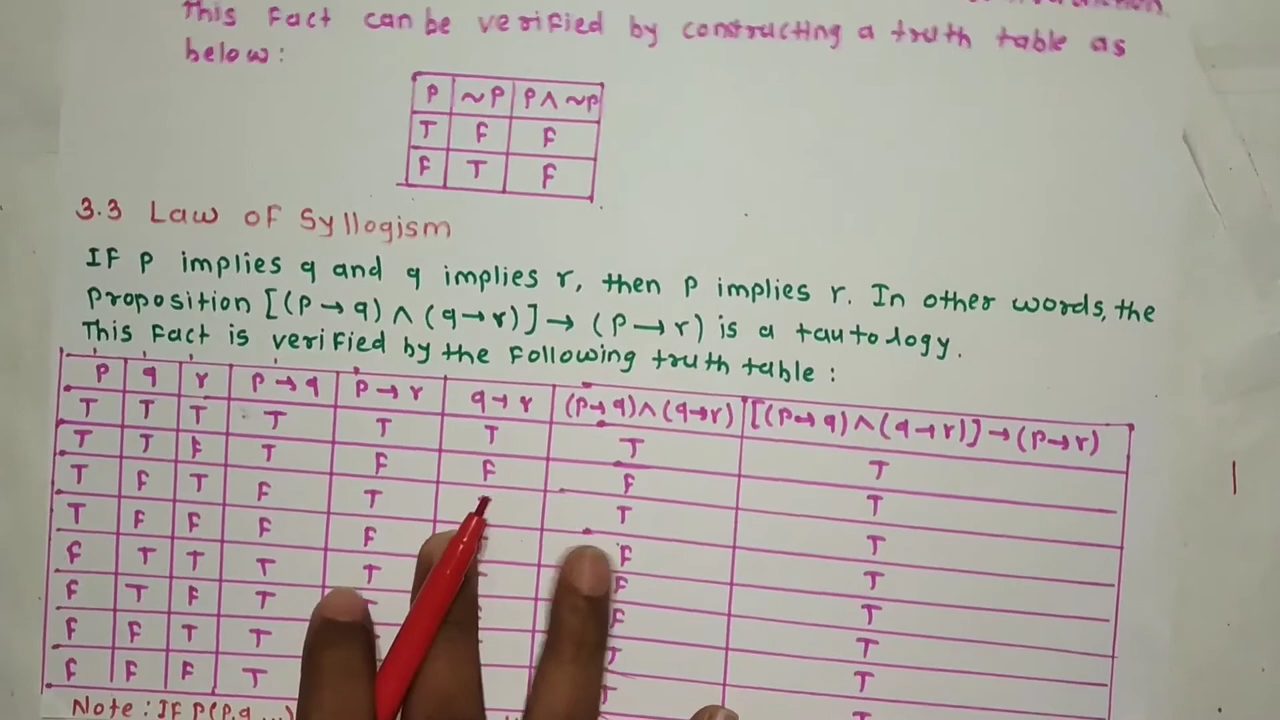 This Fact can be verified by constructing a truth table as
below:
P ~P P ∧ ~P
T F F
F T F
3.3 Law of Syllogism
IF P implies q and q implies r, then P implies r. In other words, the
Proposition [(P→q) ∧ (q→r)] → (P→r) is a tautology.
This Fact is verified by the Following truth table :
P q r P→q P→r q→r (P→q)∧(q→r) [(P→q)∧(q→r)]→(P→r)
T T T T T T T T
T T F T F F F T
T F T F T T T
T F F F F F T
F T T T T F T
F T F T F T
F F T T T T
F F F T T T
Note: IF P(P,q